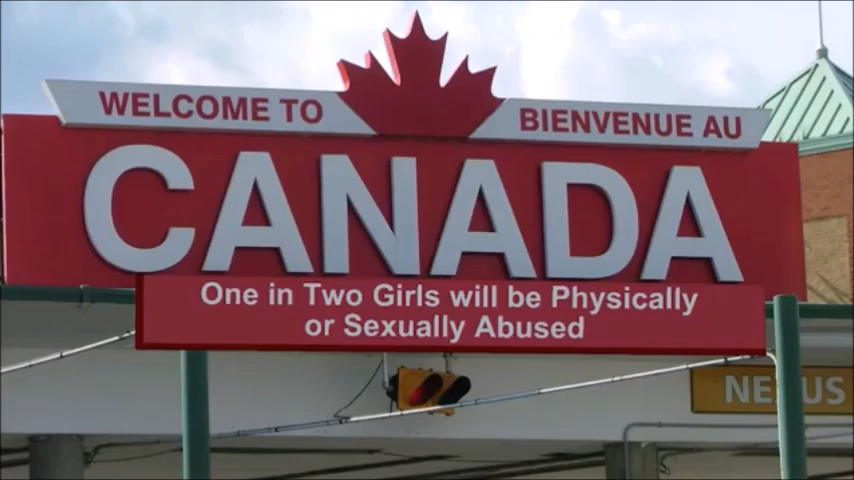 WELCOME TO BIENVENUE AU
CANADA
One in Two Girls will be Physically
or Sexually Abused
NEXUS